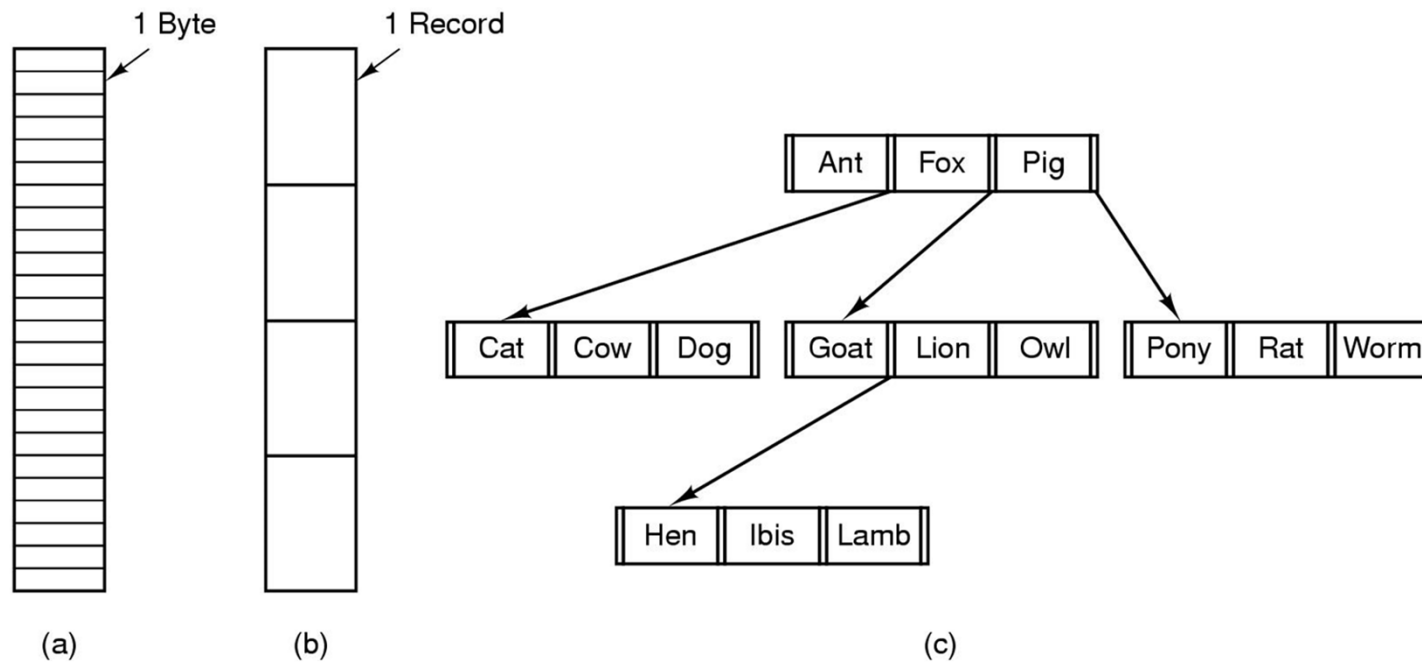 1 Byte
1 Record
Ant Fox Pig
Cat Cow Dog
Goat Lion Owl
Pony Rat Worm
Hen Ibis Lamb
(a)
(b)
(c)